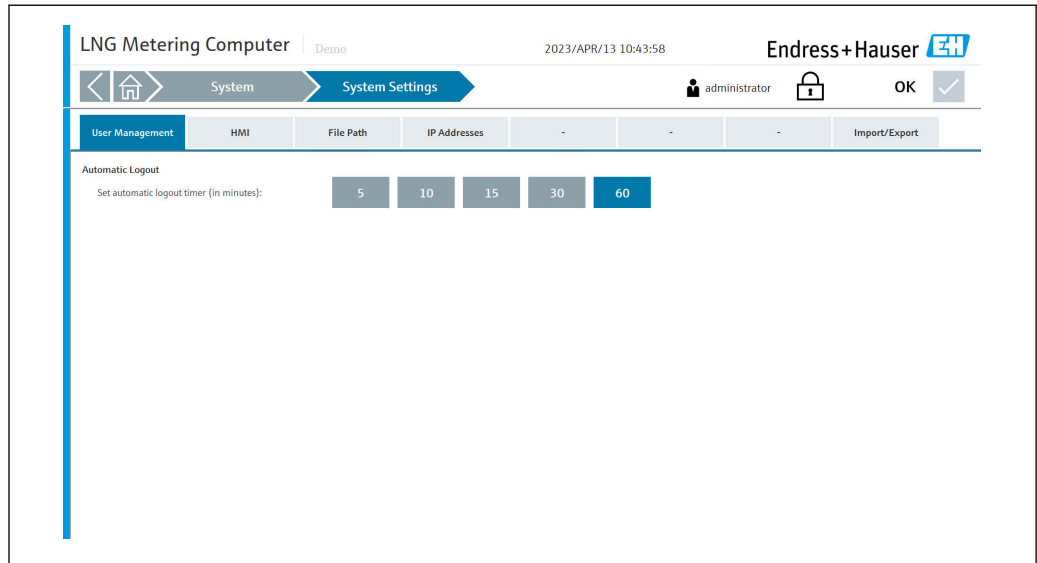 LNG Metering Computer Demo 2023/APR/13 10:43:58 Endress+Hauser EH
System System Settings administrator OK
User Management HMI File Path IP Addresses - - - Import/Export
Automatic Logout
Set automatic logout timer (in minutes): 5 10 15 30 60